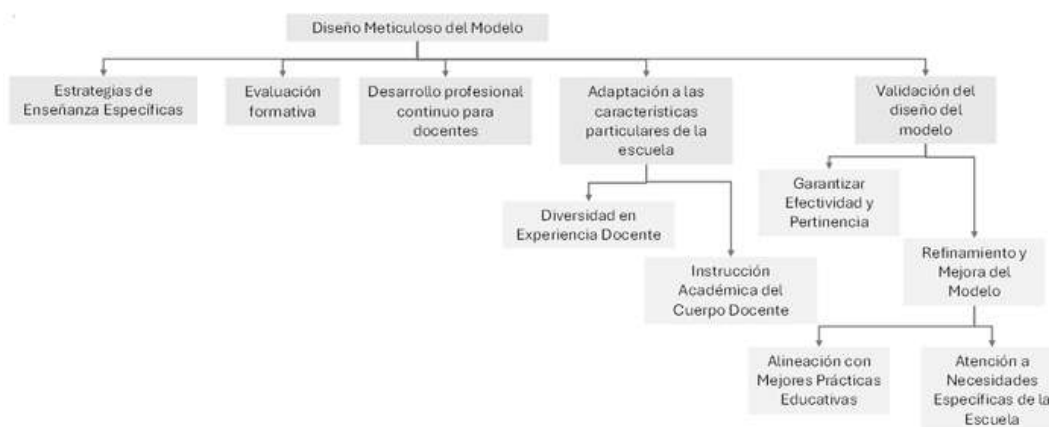 Diseño Meticuloso del Modelo
Estrategias de
Enseñanza Específicas
Evaluación
formativa
Desarrollo profesional
continuo para
docentes
Adaptación a las
características
particulares de la
escuela
Validación del
diseño del
modelo
Diversidad en
Experiencia Docente
Instrucción
Académica del
Cuerpo Docente
Garantizar
Efectividad y
Pertinencia
Refinamiento y
Mejora del
Modelo
Alineación con
Mejores Prácticas
Educativas
Atención a
Necesidades
Específicas de la
Escuela